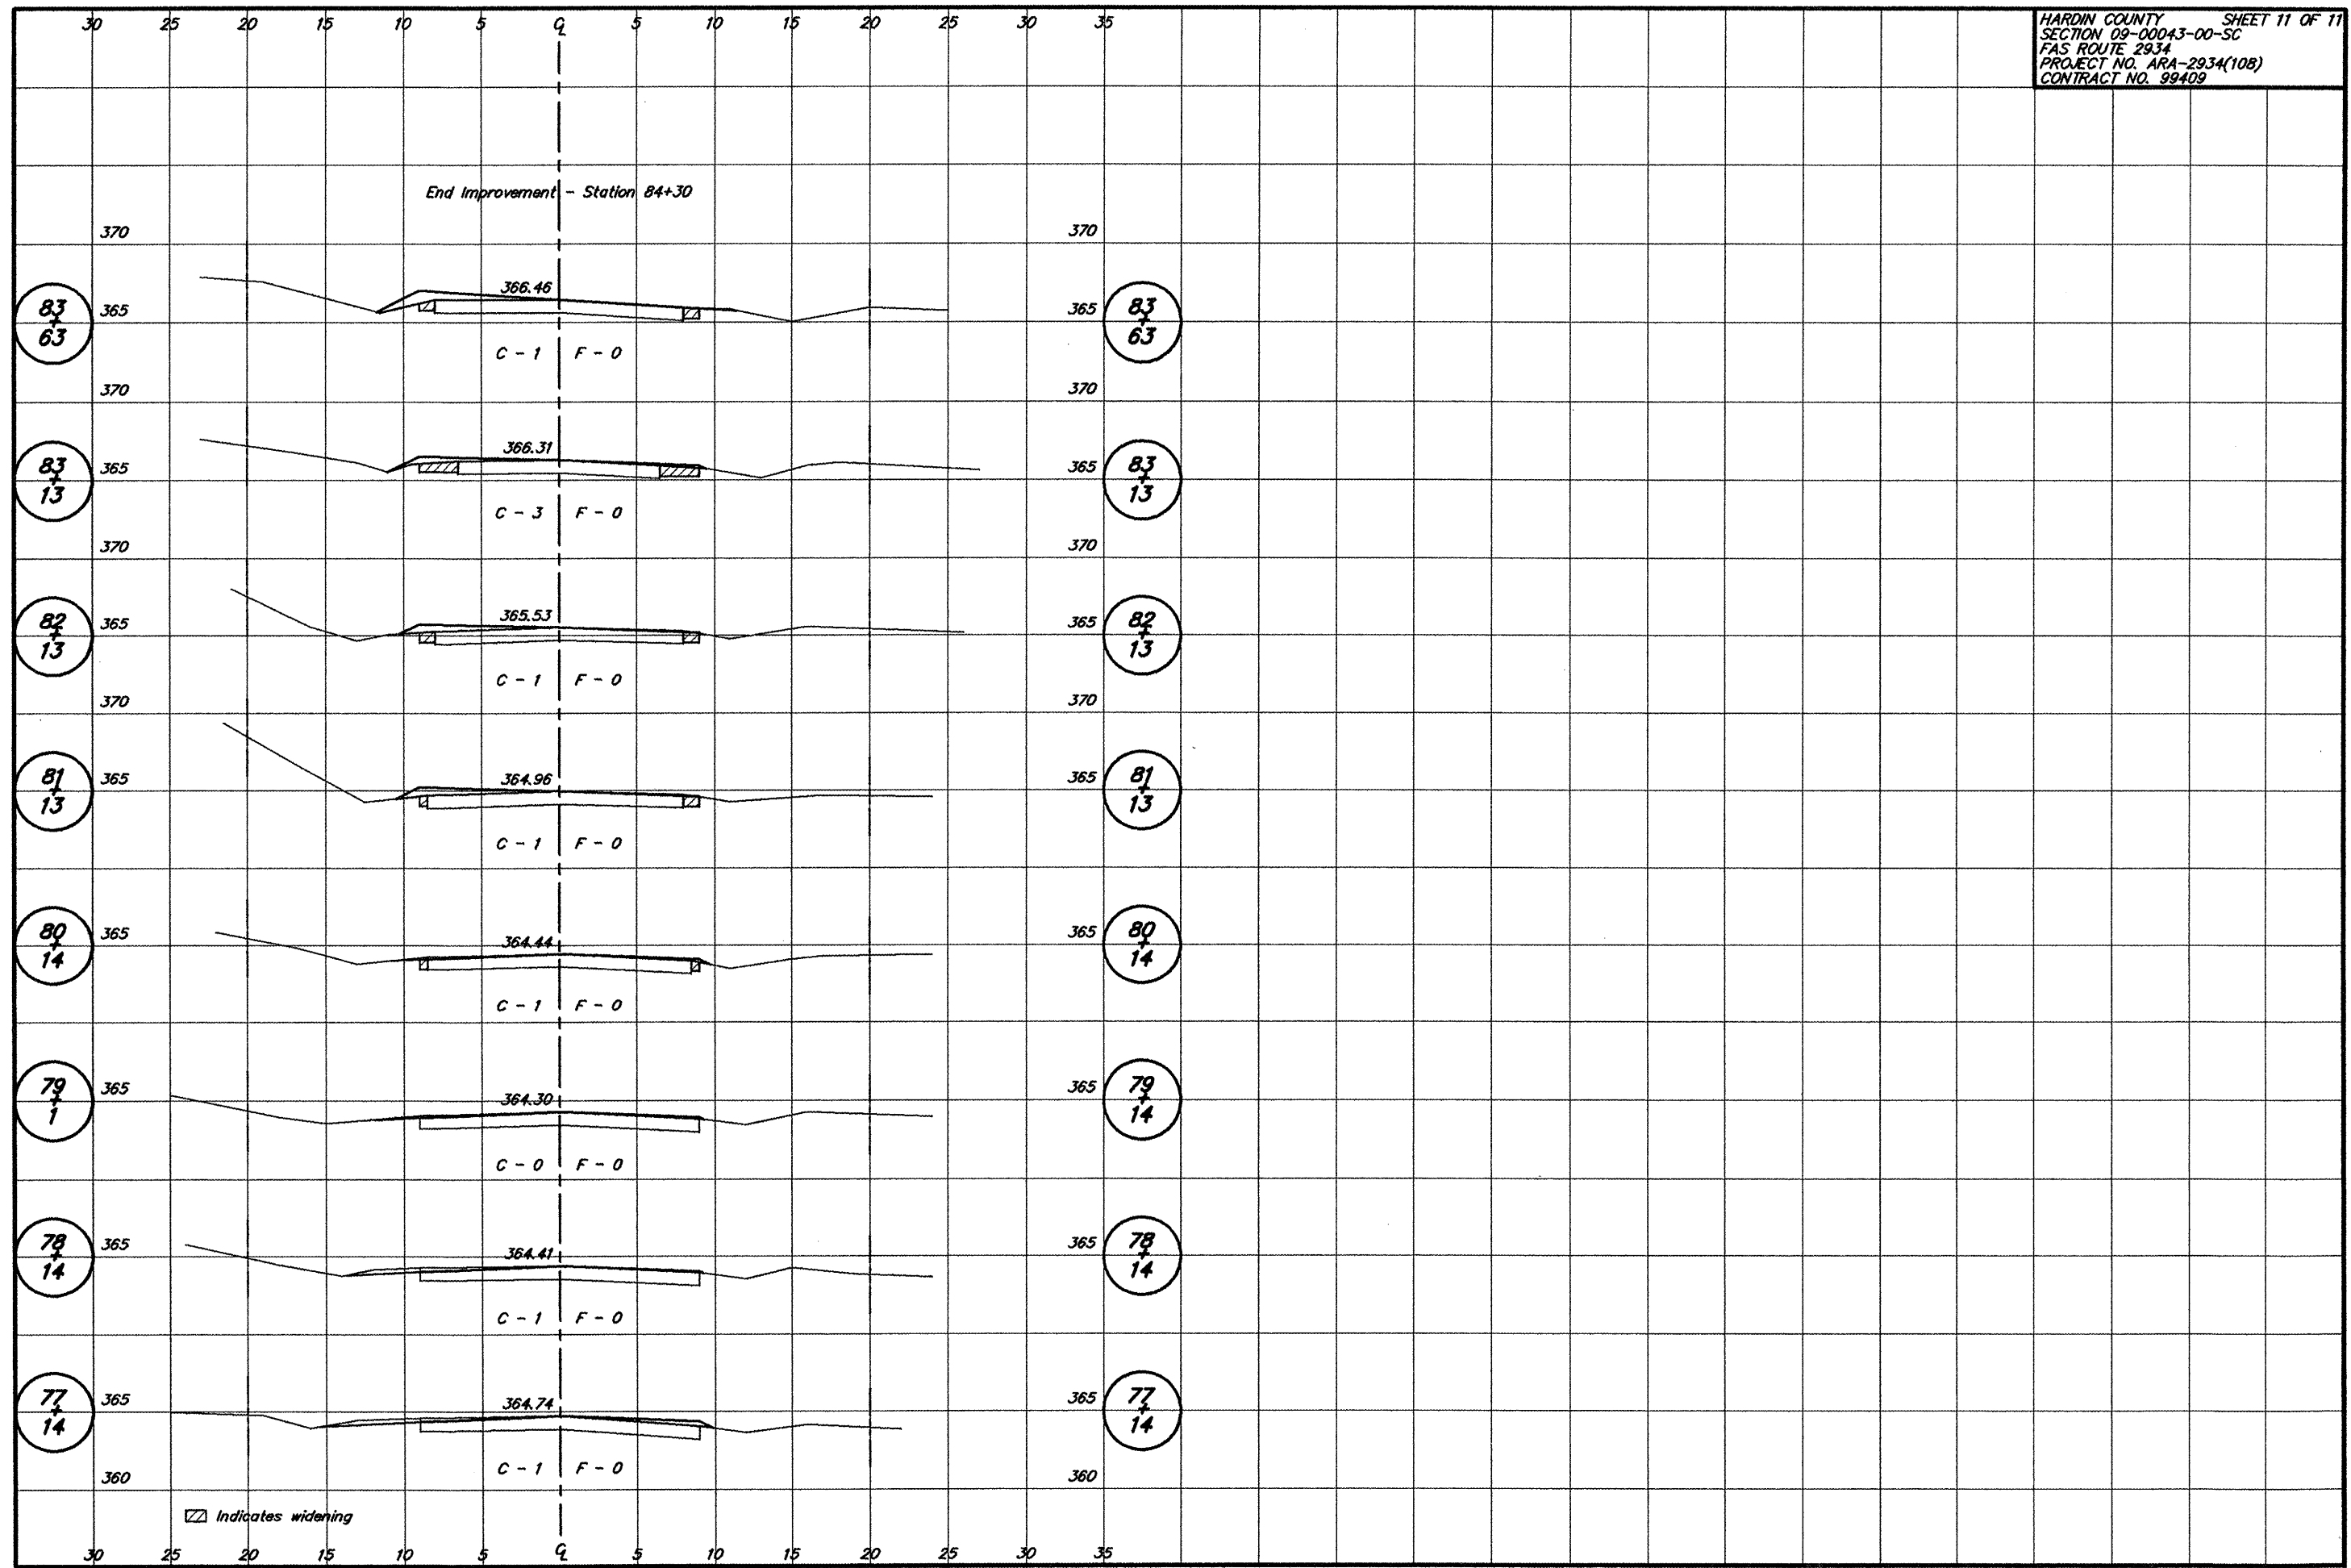 30 25 20 15 10 5 ℄ 5 10 15 20 25 30 35
HARDIN COUNTY SHEET 11 OF 11
SECTION 09-00043-00-SC
FAS ROUTE 2934
PROJECT NO. ARA-2934(108)
CONTRACT NO. 99409
End Improvement - Station 84+30
370 370
366.46
83 + 63 365 365 83 + 63
C - 1 F - 0
370 370
366.31
83 + 13 365 365 83 + 13
C - 3 F - 0
370 370
365.53
82 + 13 365 365 82 + 13
C - 1 F - 0
370 370
364.96
81 + 13 365 365 81 + 13
C - 1 F - 0
364.44
80 + 14 365 365 80 + 14
C - 1 F - 0
364.30
79 + 1 365 365 79 + 14
C - 0 F - 0
364.41
78 + 14 365 365 78 + 14
C - 1 F - 0
364.74
77 + 14 365 365 77 + 14
C - 1 F - 0
360 360
Indicates widening
30 25 20 15 10 5 ℄ 5 10 15 20 25 30 35